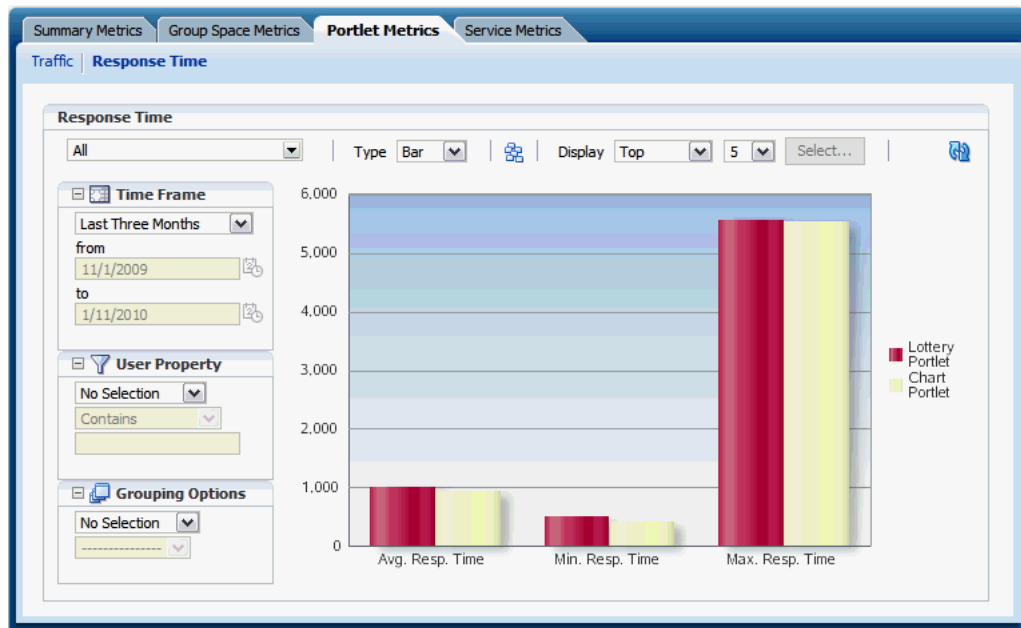 Summary Metrics Group Space Metrics Portlet Metrics Service Metrics
Traffic Response Time
Response Time
All Type Bar Display Top 5 Select...
Time Frame
Last Three Months
from
11/1/2009
to
1/11/2010
User Property
No Selection
Contains
Grouping Options
No Selection
---------------
6,000
5,000
4,000
3,000
2,000
1,000
0
Avg. Resp. Time Min. Resp. Time Max. Resp. Time
Lottery
Portlet
Chart
Portlet